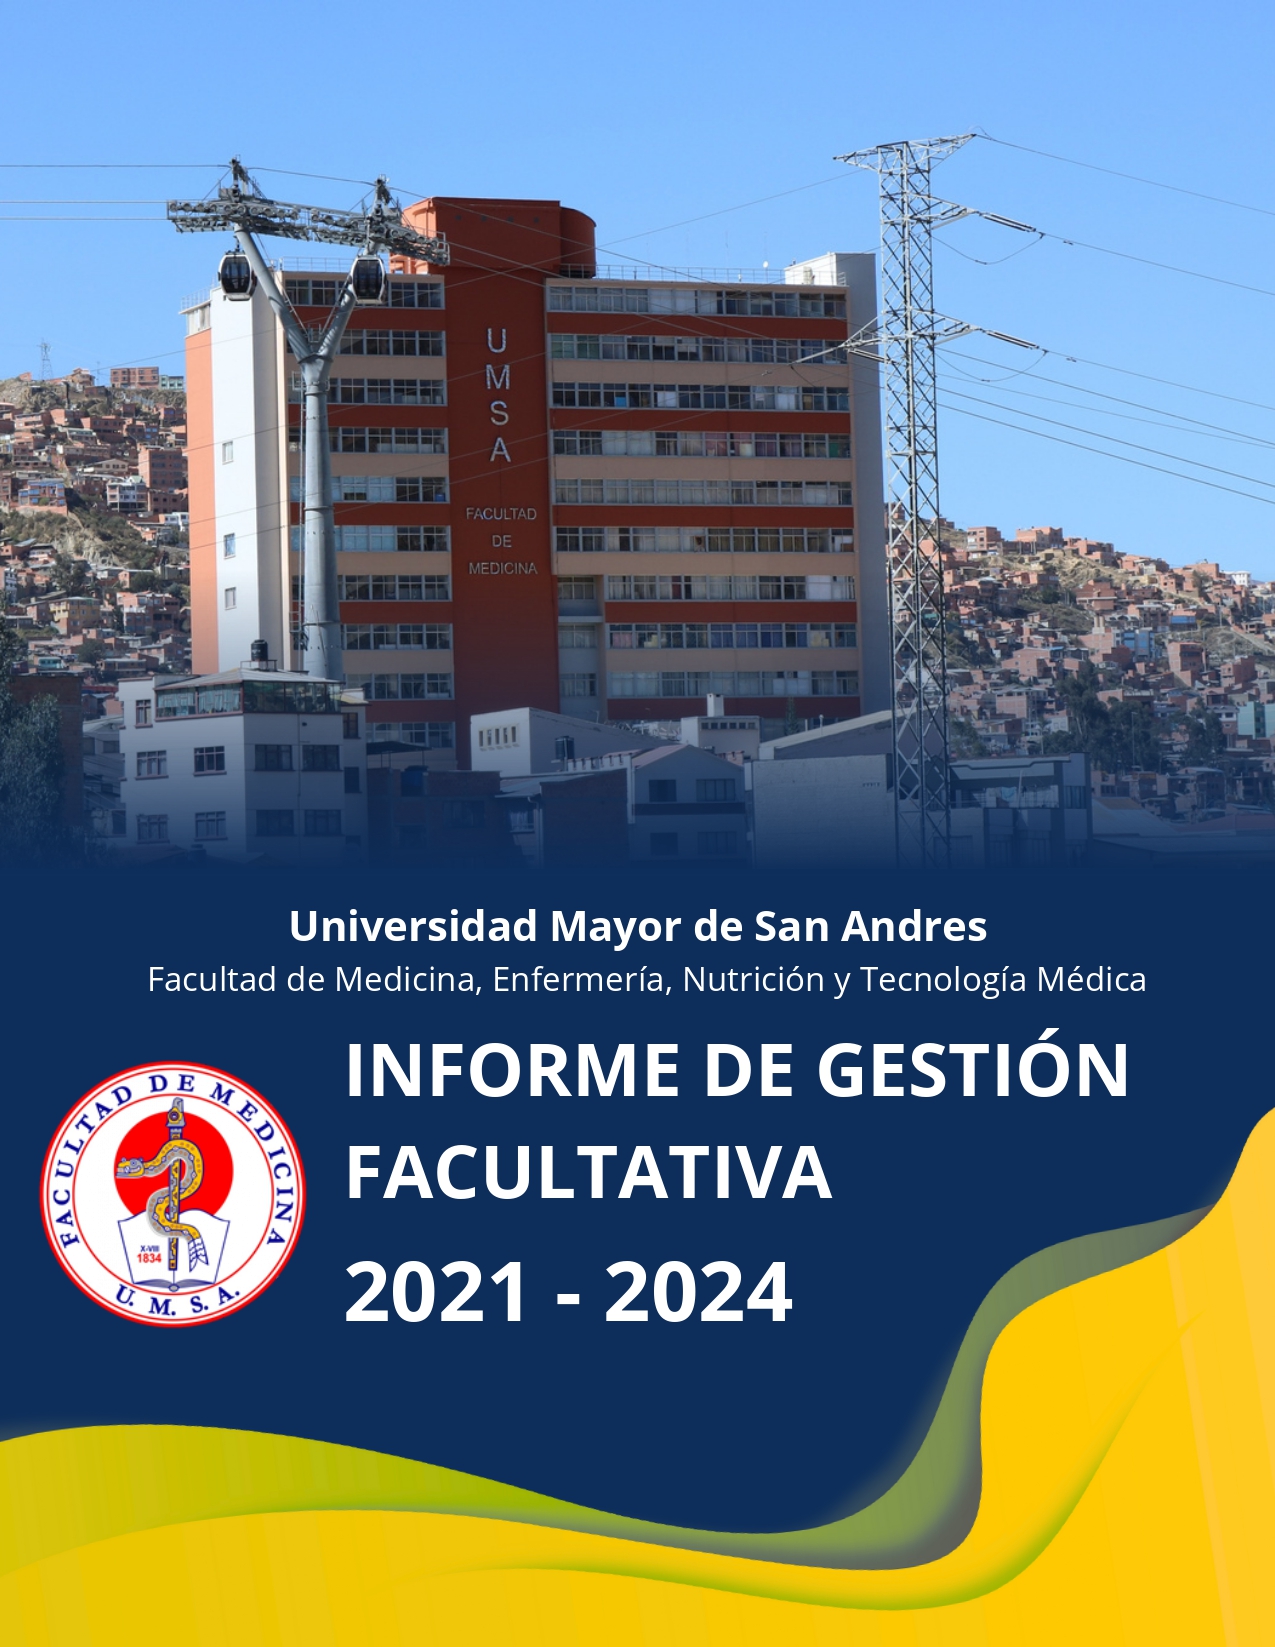 U
M
S
A
FACULTAD
DE
MEDICINA
Universidad Mayor de San Andres
Facultad de Medicina, Enfermería, Nutrición y Tecnología Médica
INFORME DE GESTIÓN
FACULTATIVA
2021 - 2024
FACULTAD DE MEDICINA
X-VIII
1834
U. M. S. A.